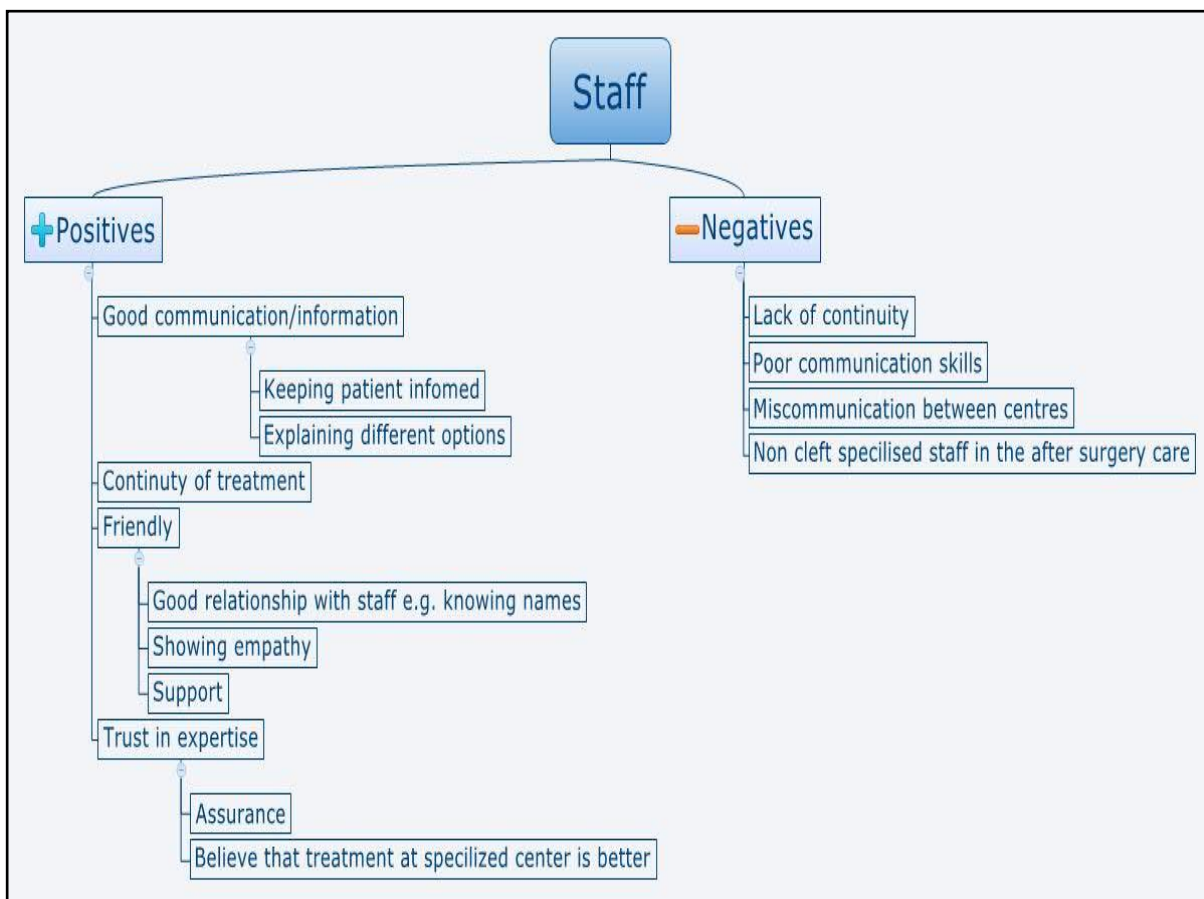 Staff
Positives
Good communication/information
Keeping patient infomed
Explaining different options
Continuty of treatment
Friendly
Good relationship with staff e.g. knowing names
Showing empathy
Support
Trust in expertise
Assurance
Believe that treatment at specilized center is better
Negatives
Lack of continuity
Poor communication skills
Miscommunication between centres
Non cleft specilised staff in the after surgery care